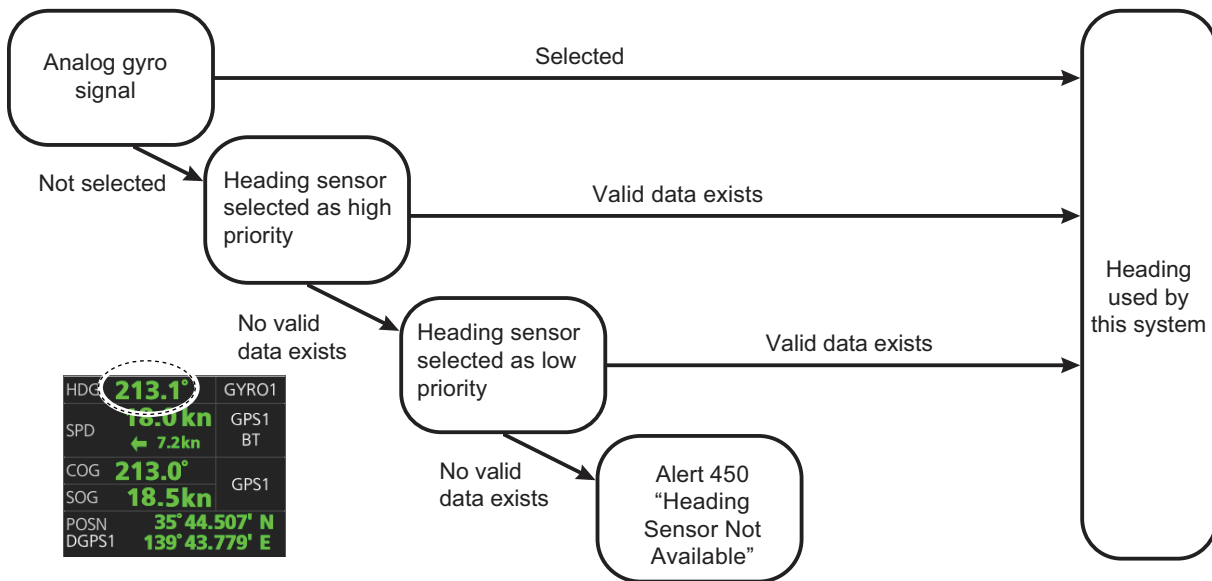 Analog gyro
signal
Selected
Not selected
Heading sensor
selected as high
priority
Valid data exists
No valid
data exists
Heading sensor
selected as low
priority
Valid data exists
No valid
data exists
Alert 450
“Heading
Sensor Not
Available”
Heading
used by
this system
HDG 213.1° GYRO1
SPD 18.0 kn GPS1
7.2kn BT
COG 213.0° GPS1
SOG 18.5kn
POSN 35° 44.507' N
DGPS1 139° 43.779' E